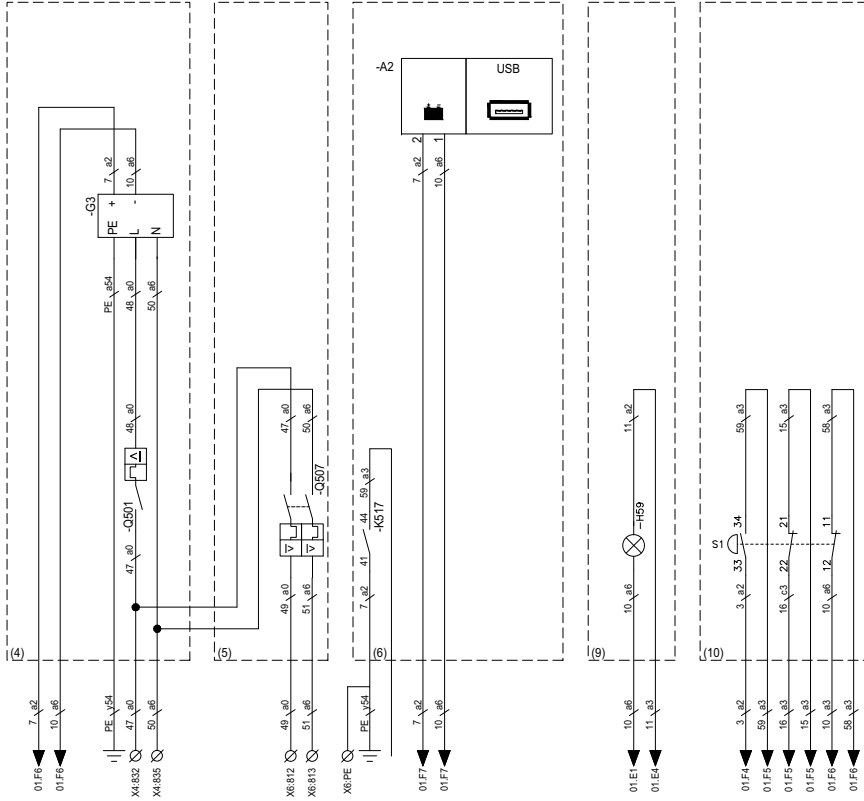 -A2
USB
2
1
7 a2
10 a6
-G3
+
-
PE
L
N
7 a2
10 a6
PE a54
48 a0
50 a6
48 a0
-Q501
47 a0
47 a0
50 a6
-Q507
49 a0
51 a6
59 a3
44
-K517
41
7 a2
11 a2
-H59
10 a6
59 a3
15 a3
58 a3
S1
34
33
21
22
11
12
3 a2
16 c3
10 a6
(4)
(5)
(6)
(9)
(10)
7 a2
10 a6
PE y54
47 a0
50 a6
49 a0
51 a6
PE y54
7 a2
10 a6
10 a6
11 a3
3 a2
59 a3
16 a3
15 a3
10 a3
58 a3
01.F6
01.F6
X4:832
X4:835
X6:812
X6:813
X6:PE
01.F7
01.F7
01.E1
01.E4
01.F4
01.F5
01.F5
01.F5
01.F6
01.F6